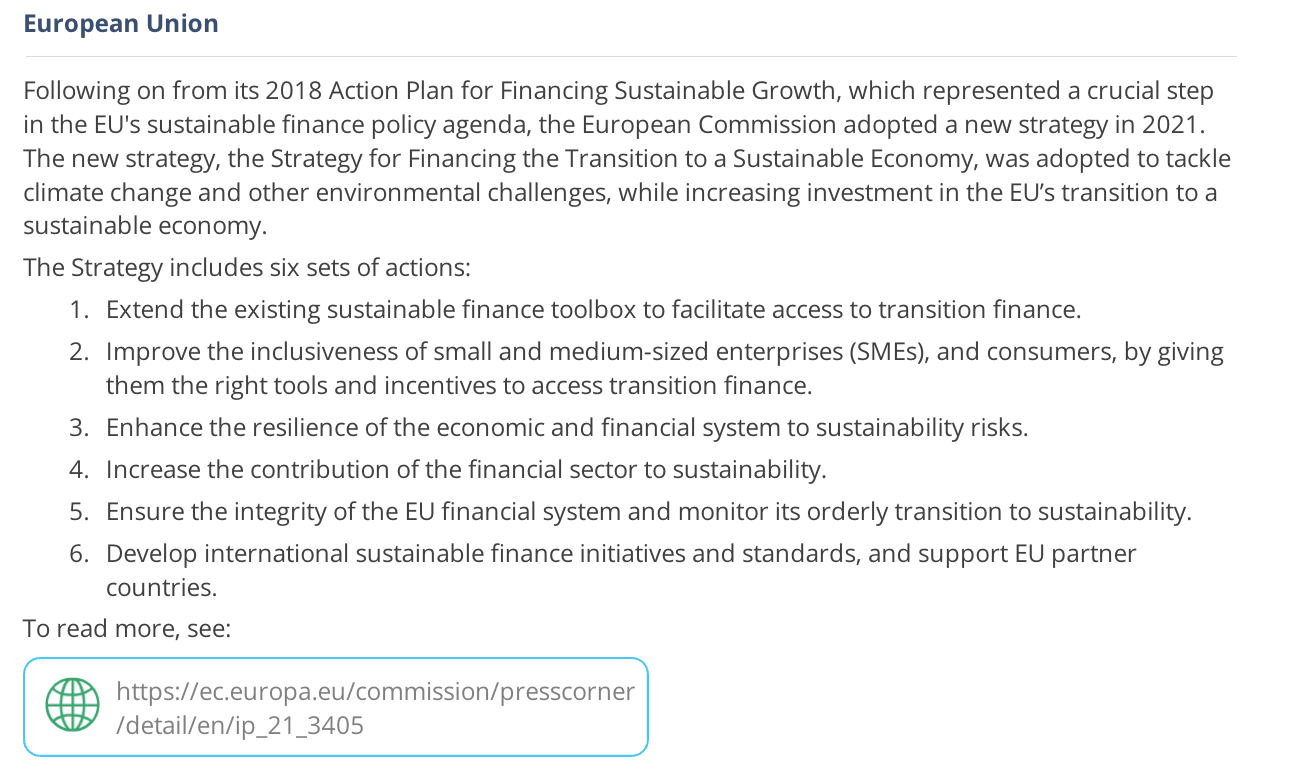 European Union
Following on from its 2018 Action Plan for Financing Sustainable Growth, which represented a crucial step
in the EU's sustainable finance policy agenda, the European Commission adopted a new strategy in 2021.
The new strategy, the Strategy for Financing the Transition to a Sustainable Economy, was adopted to tackle
climate change and other environmental challenges, while increasing investment in the EU’s transition to a
sustainable economy.
The Strategy includes six sets of actions:
1. Extend the existing sustainable finance toolbox to facilitate access to transition finance.
2. Improve the inclusiveness of small and medium-sized enterprises (SMEs), and consumers, by giving
them the right tools and incentives to access transition finance.
3. Enhance the resilience of the economic and financial system to sustainability risks.
4. Increase the contribution of the financial sector to sustainability.
5. Ensure the integrity of the EU financial system and monitor its orderly transition to sustainability.
6. Develop international sustainable finance initiatives and standards, and support EU partner
countries.
To read more, see:
https://ec.europa.eu/commission/presscorner
/detail/en/ip_21_3405